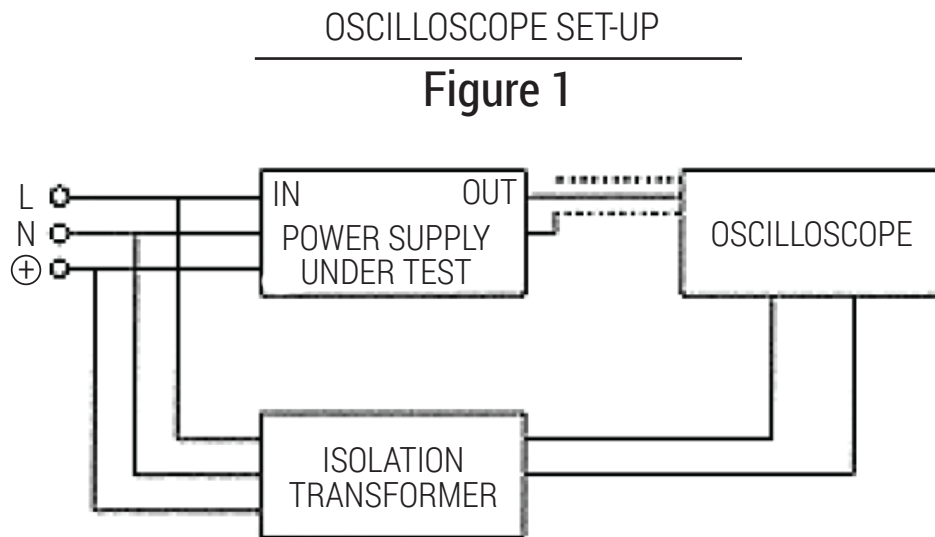 OSCILLOSCOPE SET-UP
Figure 1
L
N
IN
OUT
POWER SUPPLY
UNDER TEST
OSCILLOSCOPE
ISOLATION
TRANSFORMER